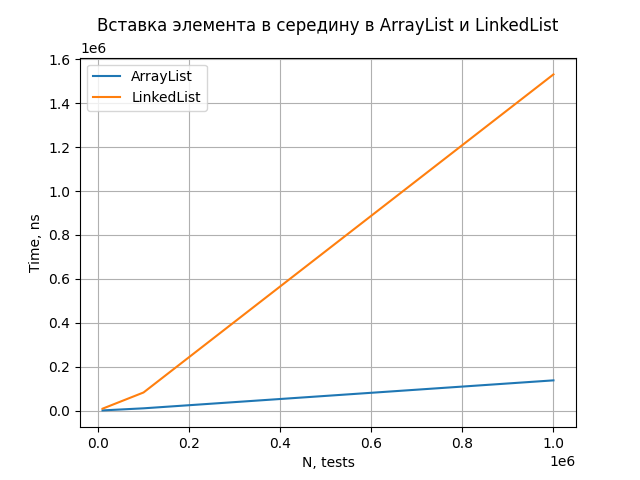 Вставка элемента в середину в ArrayList и LinkedList
1e6
1.6
1.4
1.2
1.0
0.8
0.6
0.4
0.2
0.0
Time, ns
ArrayList
LinkedList
0.0 0.2 0.4 0.6 0.8 1.0
1e6
N, tests